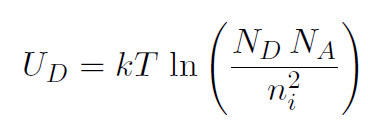 U_D = kT ln ( N_D N_A / n_i^2 )